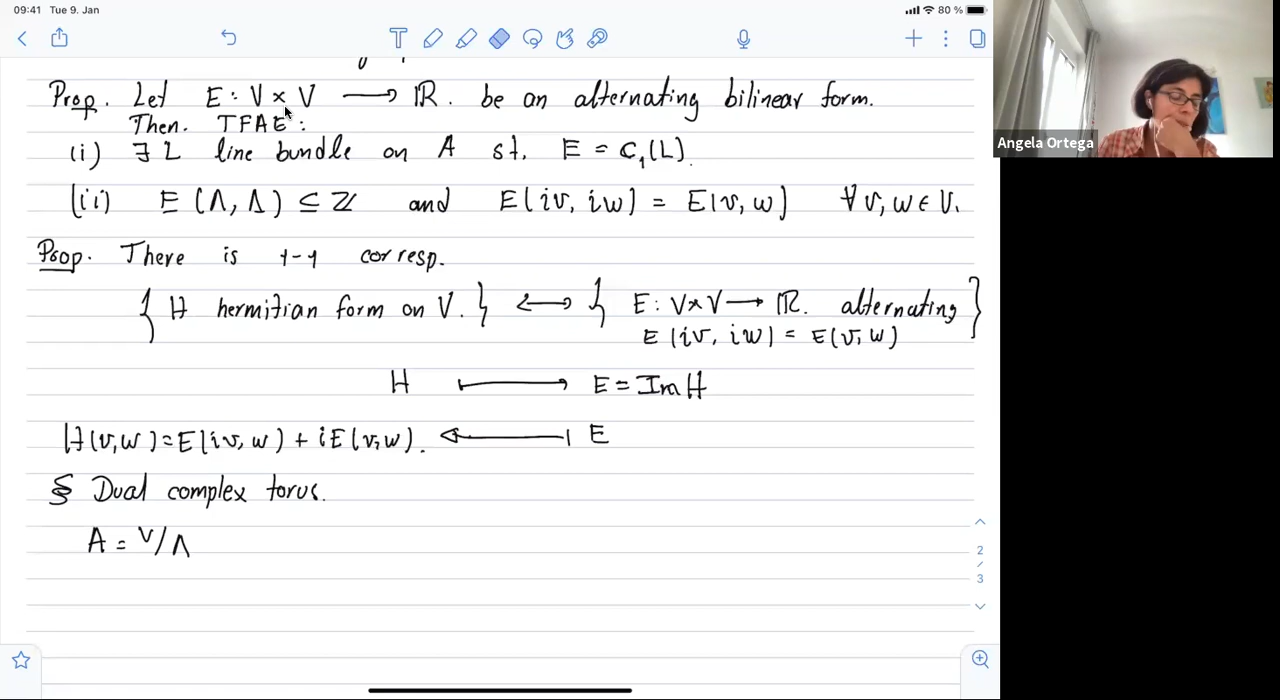 09:41 Tue 9. Jan 80 %
Prop. Let E : V × V ⟶ ℝ. be an alternating bilinear form.
Then. TFAE :
(i) ∃ L line bundle on A st. E = C₁(L).
(ii) E (Λ, Λ) ⊆ ℤ and E(iv, iw) = E(v, w) ∀ v, w ∈ V.
Prop. There is 1-1 corresp.
{ H hermitian form on V. } ⟷ { E : V×V ⟶ ℝ. alternating }
E (iv, iw) = E(v, w)
H ⟼ E = Im H
H(v,w) = E(iv, w) + iE(v,w). ⟻ E
§ Dual complex torus.
A = V/Λ
2
/
3
Angela Ortega